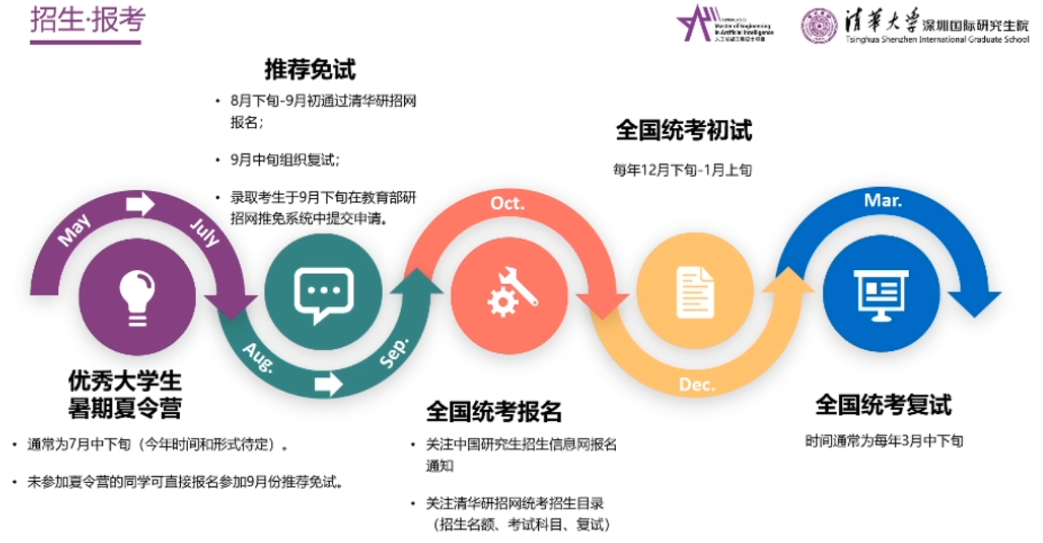 招生·报考
Master of Engineering
in Artificial Intelligence
人工智能工程硕士项目
清华大学深圳国际研究生院
Tsinghua Shenzhen International Graduate School
推荐免试
• 8月下旬-9月初通过清华研招网
报名；
• 9月中旬组织复试；
• 录取考生于9月下旬在教育部研
招网推免系统中提交申请。
全国统考初试
每年12月下旬-1月上旬
May
July
Aug.
Sep.
Oct.
Dec.
Mar.
优秀大学生
暑期夏令营
• 通常为7月中下旬（今年时间和形式待定）。
• 未参加夏令营的同学可直接报名参加9月份推荐免试。
全国统考报名
• 关注中国研究生招生信息网报名
通知
• 关注清华研招网统考招生目录
（招生名额、考试科目、复试）
全国统考复试
时间通常为每年3月中下旬